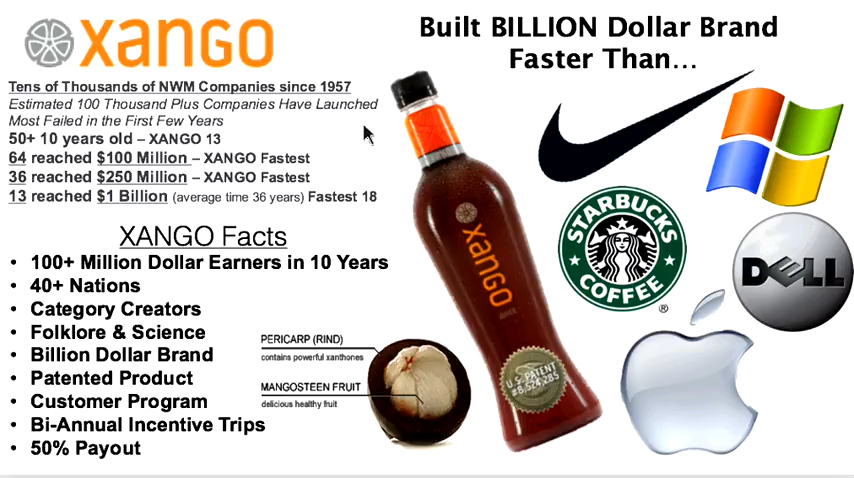 xango
Built BILLION Dollar Brand
Faster Than...
Tens of Thousands of NWM Companies since 1957
Estimated 100 Thousand Plus Companies Have Launched
Most Failed in the First Few Years
50+ 10 years old – XANGO 13
64 reached $100 Million – XANGO Fastest
36 reached $250 Million – XANGO Fastest
13 reached $1 Billion (average time 36 years) Fastest 18
XANGO Facts
• 100+ Million Dollar Earners in 10 Years
• 40+ Nations
• Category Creators
• Folklore & Science
• Billion Dollar Brand
• Patented Product
• Customer Program
• Bi-Annual Incentive Trips
• 50% Payout
PERICARP (RIND)
contains powerful xanthones
MANGOSTEEN FRUIT
delicious healthy fruit
xango
JUICE
U.S. PATENT
#8,524,285
STARBUCKS
COFFEE
®
DELL